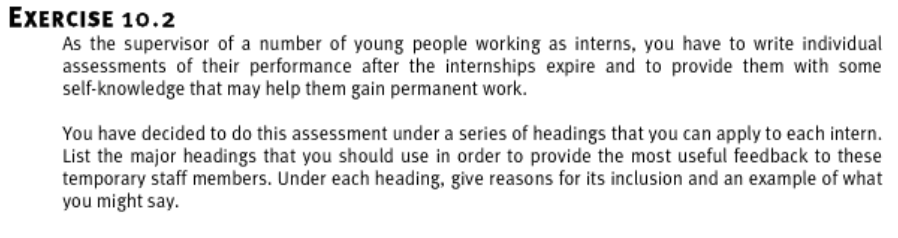 EXERCISE 10.2
As the supervisor of a number of young people working as interns, you have to write individual
assessments of their performance after the internships expire and to provide them with some
self-knowledge that may help them gain permanent work.
You have decided to do this assessment under a series of headings that you can apply to each intern.
List the major headings that you should use in order to provide the most useful feedback to these
temporary staff members. Under each heading, give reasons for its inclusion and an example of what
you might say.